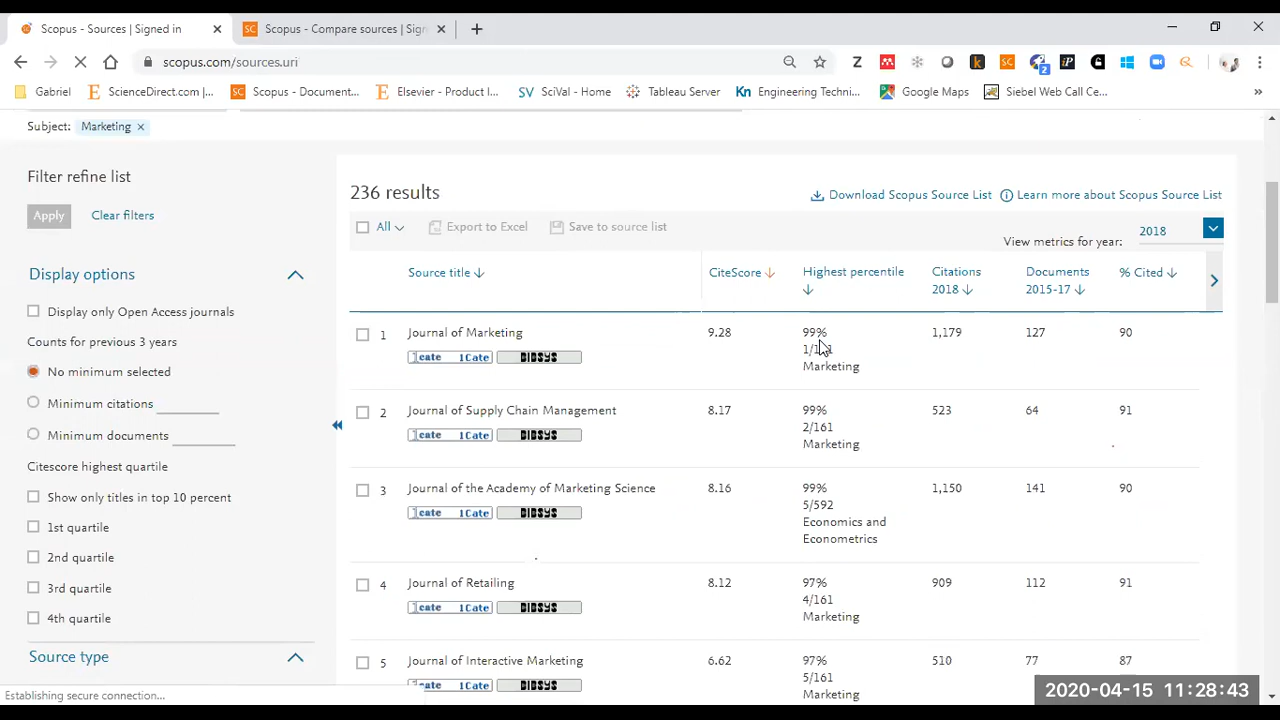 Scopus - Sources | Signed in
Scopus - Compare sources | Sign
scopus.com/sources.uri
2
Gabriel
ScienceDirect.com |...
Scopus - Document...
Elsevier - Product I...
SciVal - Home
Tableau Server
Engineering Techni...
Google Maps
Siebel Web Call Ce...
Subject: Marketing
Filter refine list
Apply Clear filters
Display options
Display only Open Access journals
Counts for previous 3 years
No minimum selected
Minimum citations
Minimum documents
Citescore highest quartile
Show only titles in top 10 percent
1st quartile
2nd quartile
3rd quartile
4th quartile
Source type
Establishing secure connection...
236 results
Download Scopus Source List Learn more about Scopus Source List
All Export to Excel Save to source list
View metrics for year: 2018
Source title CiteScore Highest percentile Citations 2018 Documents 2015-17 % Cited
1 Journal of Marketing 9.28 99% 1,179 127 90
Marketing
2 Journal of Supply Chain Management 8.17 99% 523 64 91
2/161
Marketing
3 Journal of the Academy of Marketing Science 8.16 99% 1,150 141 90
5/592
Economics and
Econometrics
4 Journal of Retailing 8.12 97% 909 112 91
4/161
Marketing
5 Journal of Interactive Marketing 6.62 97% 510 77 87
5/161
Marketing
2020-04-15 11:28:43